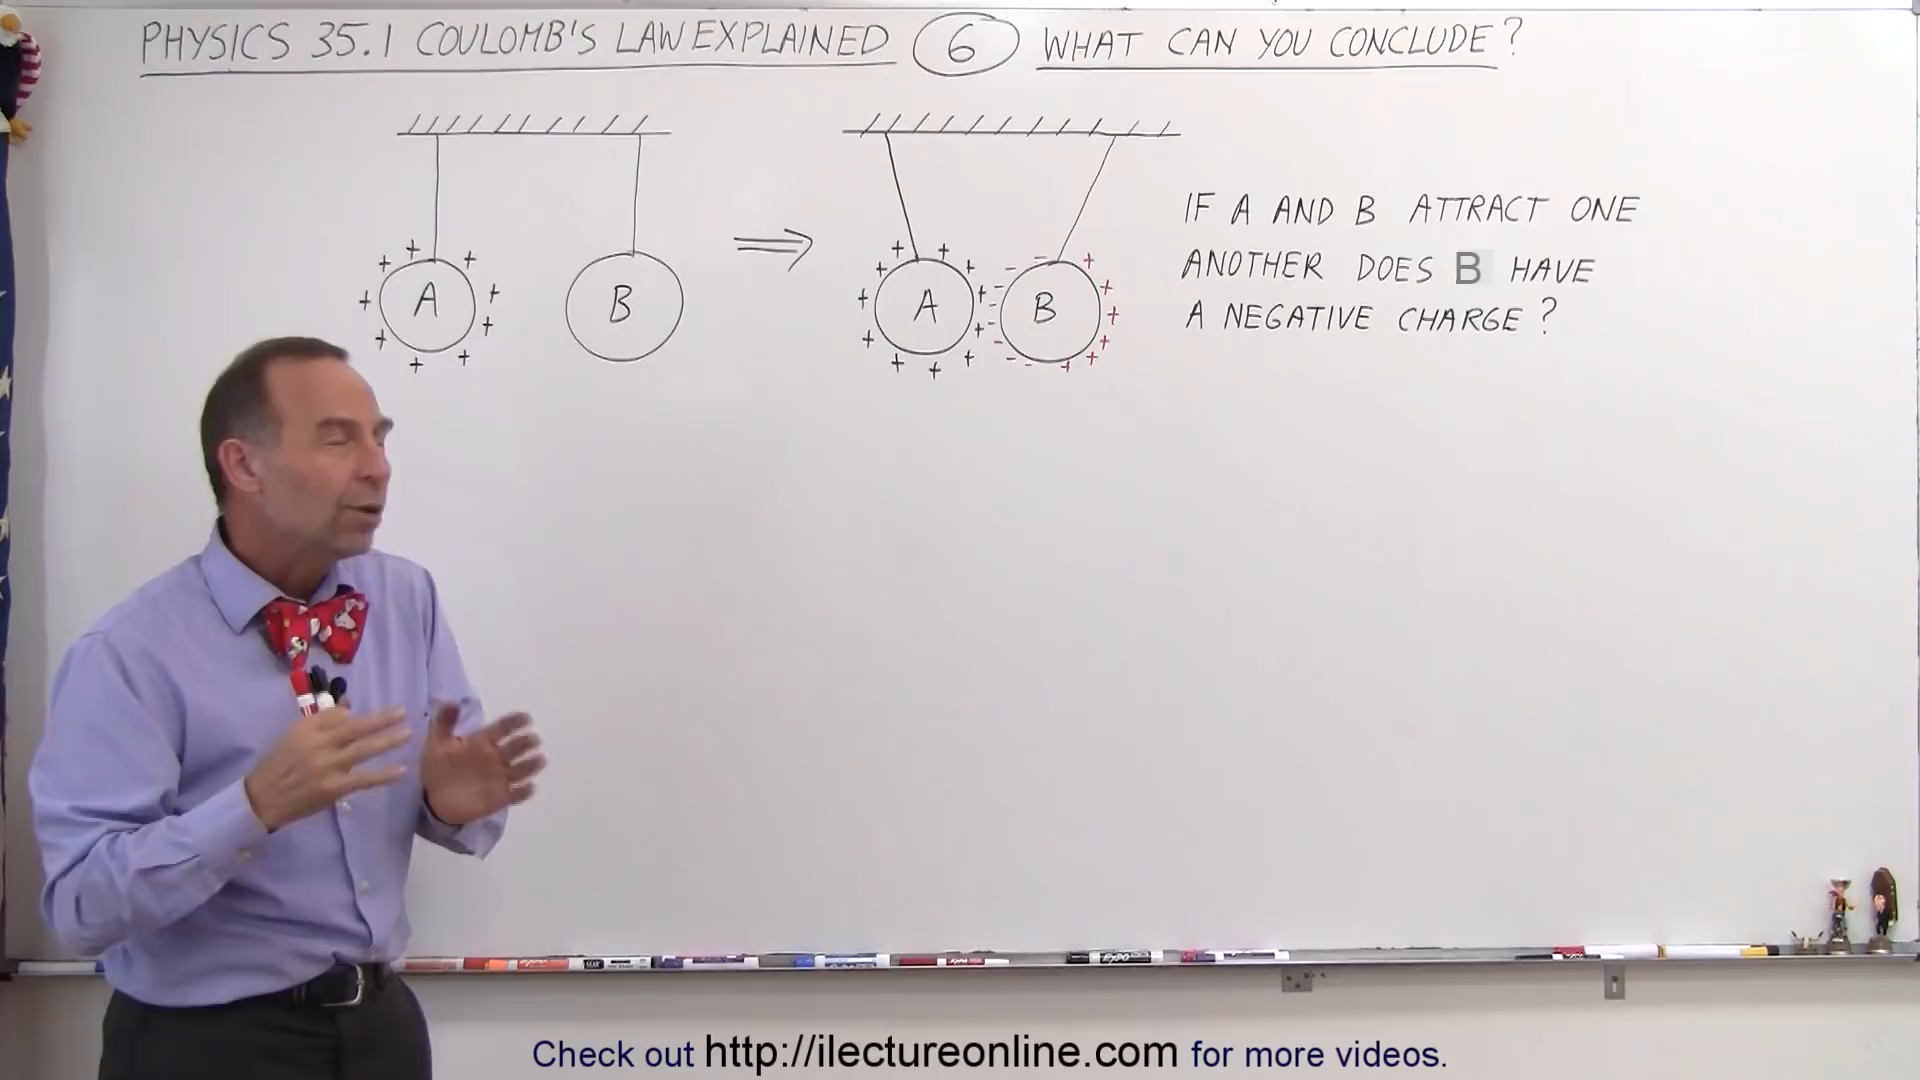 PHYSICS 35.1 COULOMB'S LAW EXPLAINED 6 WHAT CAN YOU CONCLUDE?
IF A AND B ATTRACT ONE
ANOTHER DOES B HAVE
A NEGATIVE CHARGE?
A
B
A
B
EXPO
Check out http://ilectureonline.com for more videos.